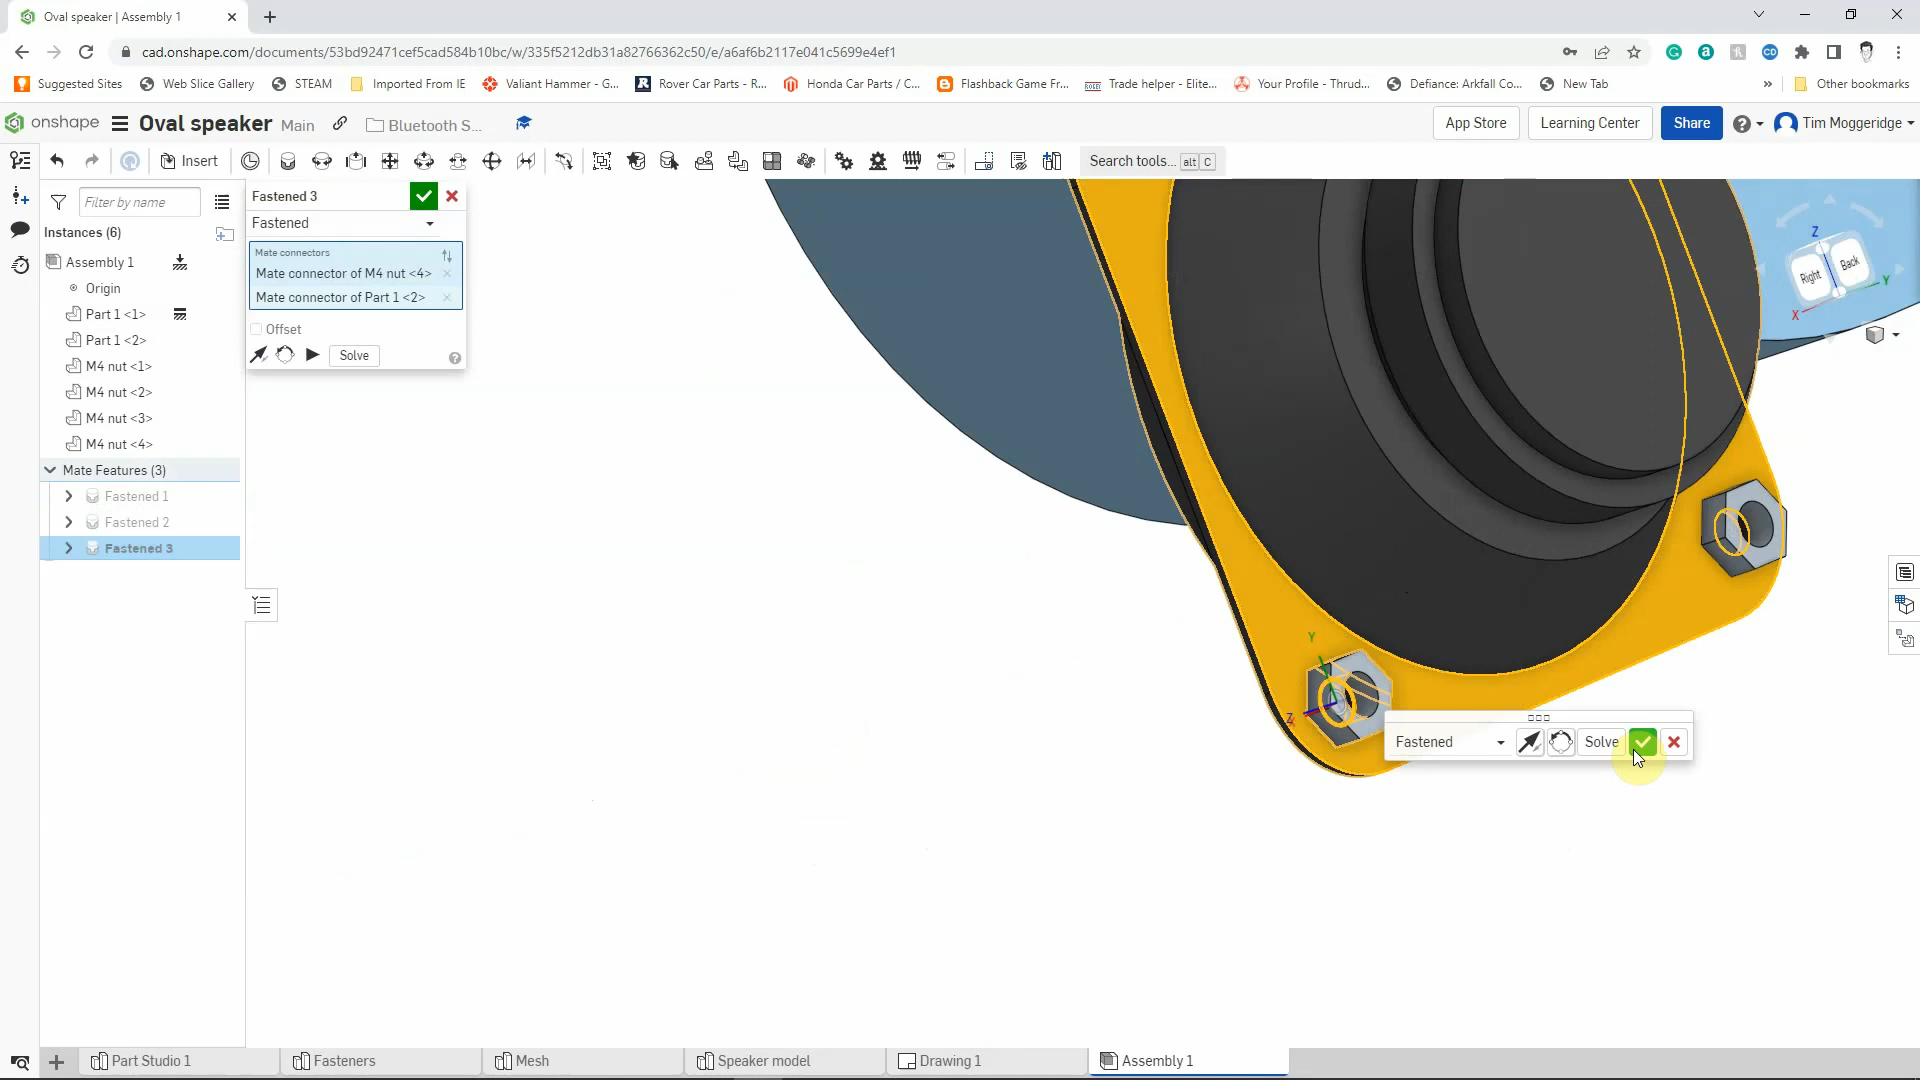 Oval speaker | Assembly 1
cad.onshape.com/documents/53bd92471cef5cad584b10bc/w/335f5212db31a82766362c50/e/a6af6b2117e041c5699e4ef1
Suggested Sites
Web Slice Gallery
STEAM
Imported From IE
Valiant Hammer - G...
Rover Car Parts - R...
Honda Car Parts / C...
Flashback Game Fr...
Trade helper - Elite...
Your Profile - Thrud...
Defiance: Arkfall Co...
New Tab
»
Other bookmarks
onshape
Oval speaker
Main
Bluetooth S...
App Store
Learning Center
Share
Tim Moggeridge
Insert
Search tools... alt C
Filter by name
Instances (6)
Assembly 1
Origin
Part 1 <1>
Part 1 <2>
M4 nut <1>
M4 nut <2>
M4 nut <3>
M4 nut <4>
Mate Features (3)
Fastened 1
Fastened 2
Fastened 3
Fastened 3
Fastened
Mate connectors
Mate connector of M4 nut <4>
Mate connector of Part 1 <2>
Offset
Solve
Z
Right
Back
Y
X
Y
Z
Fastened
Solve
Part Studio 1
Fasteners
Mesh
Speaker model
Drawing 1
Assembly 1